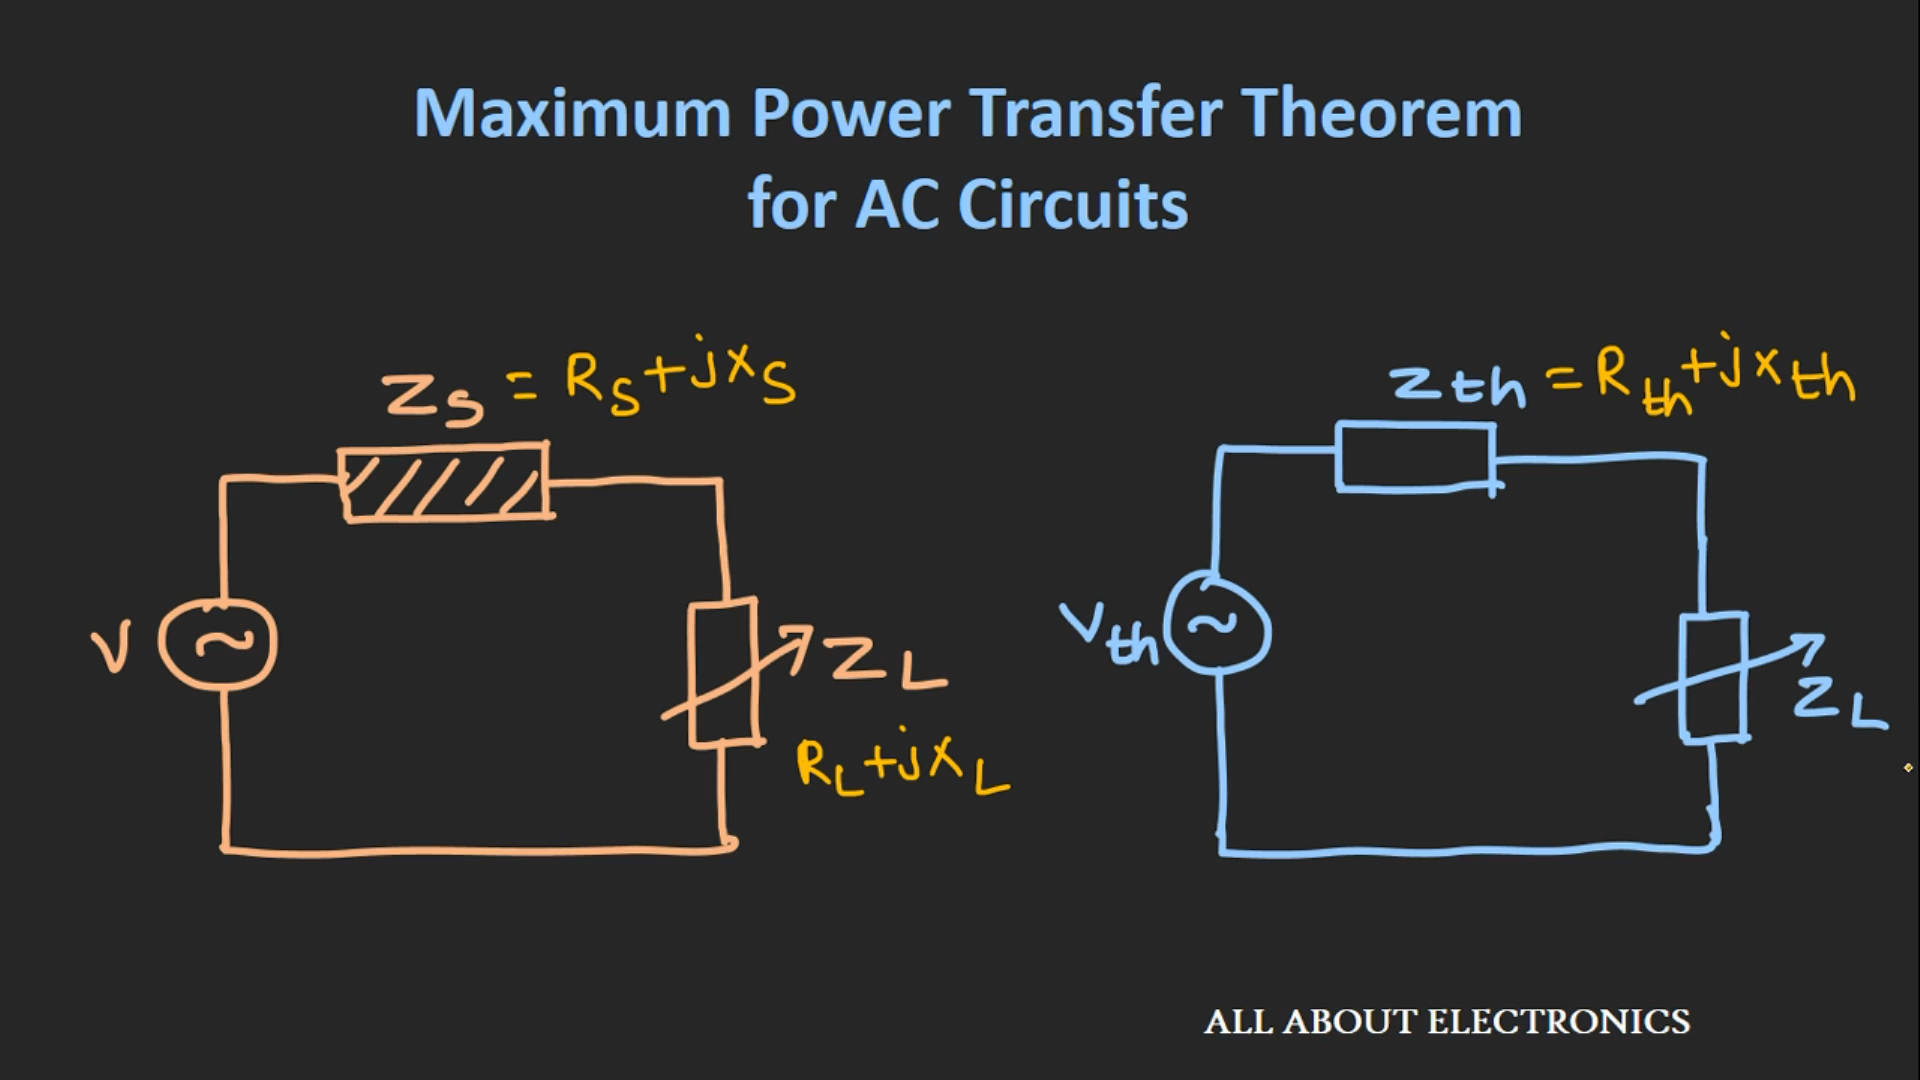 Maximum Power Transfer Theorem
for AC Circuits
Zs = Rs+jxs
V
ZL
RL+jxL
Zth = Rth+jxth
Vth
ZL
ALL ABOUT ELECTRONICS